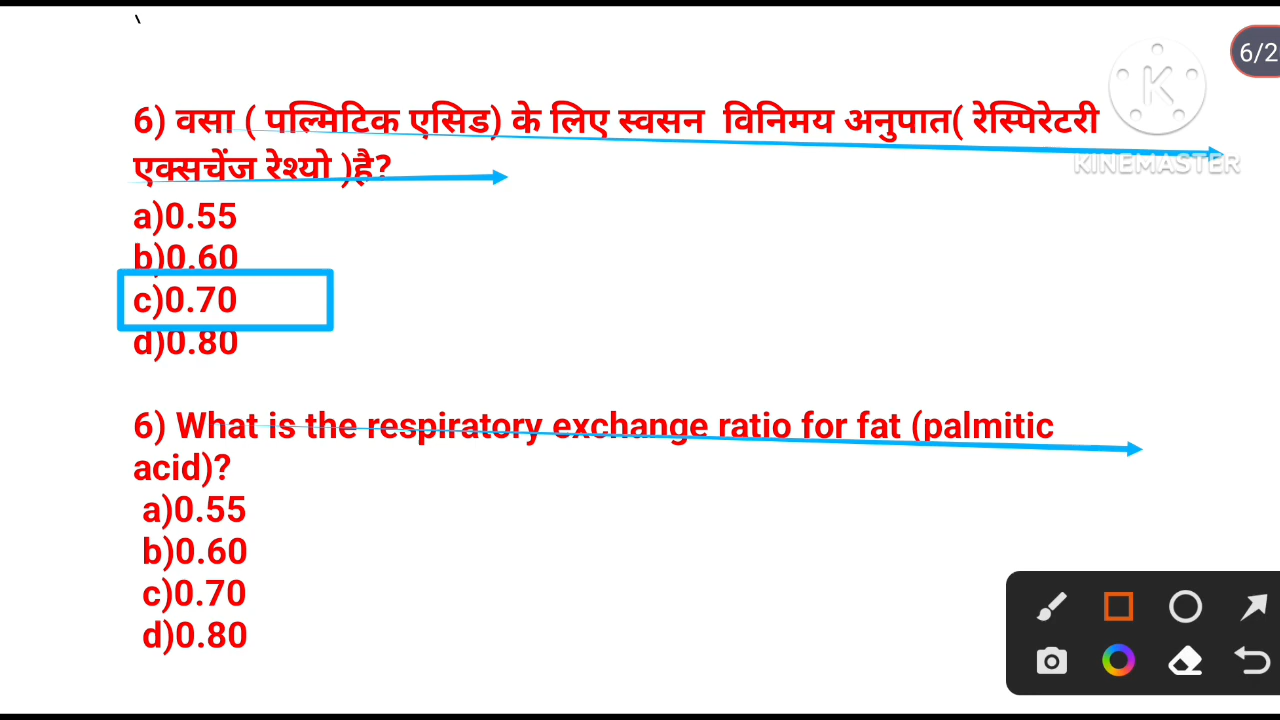 6/2
KINEMASTER
6) वसा ( पल्मिटिक एसिड) के लिए स्वसन विनिमय अनुपात( रेस्पिरेटरी
एक्सचेंज रेश्यो )है?
a)0.55
b)0.60
c)0.70
d)0.80
6) What is the respiratory exchange ratio for fat (palmitic
acid)?
a)0.55
b)0.60
c)0.70
d)0.80